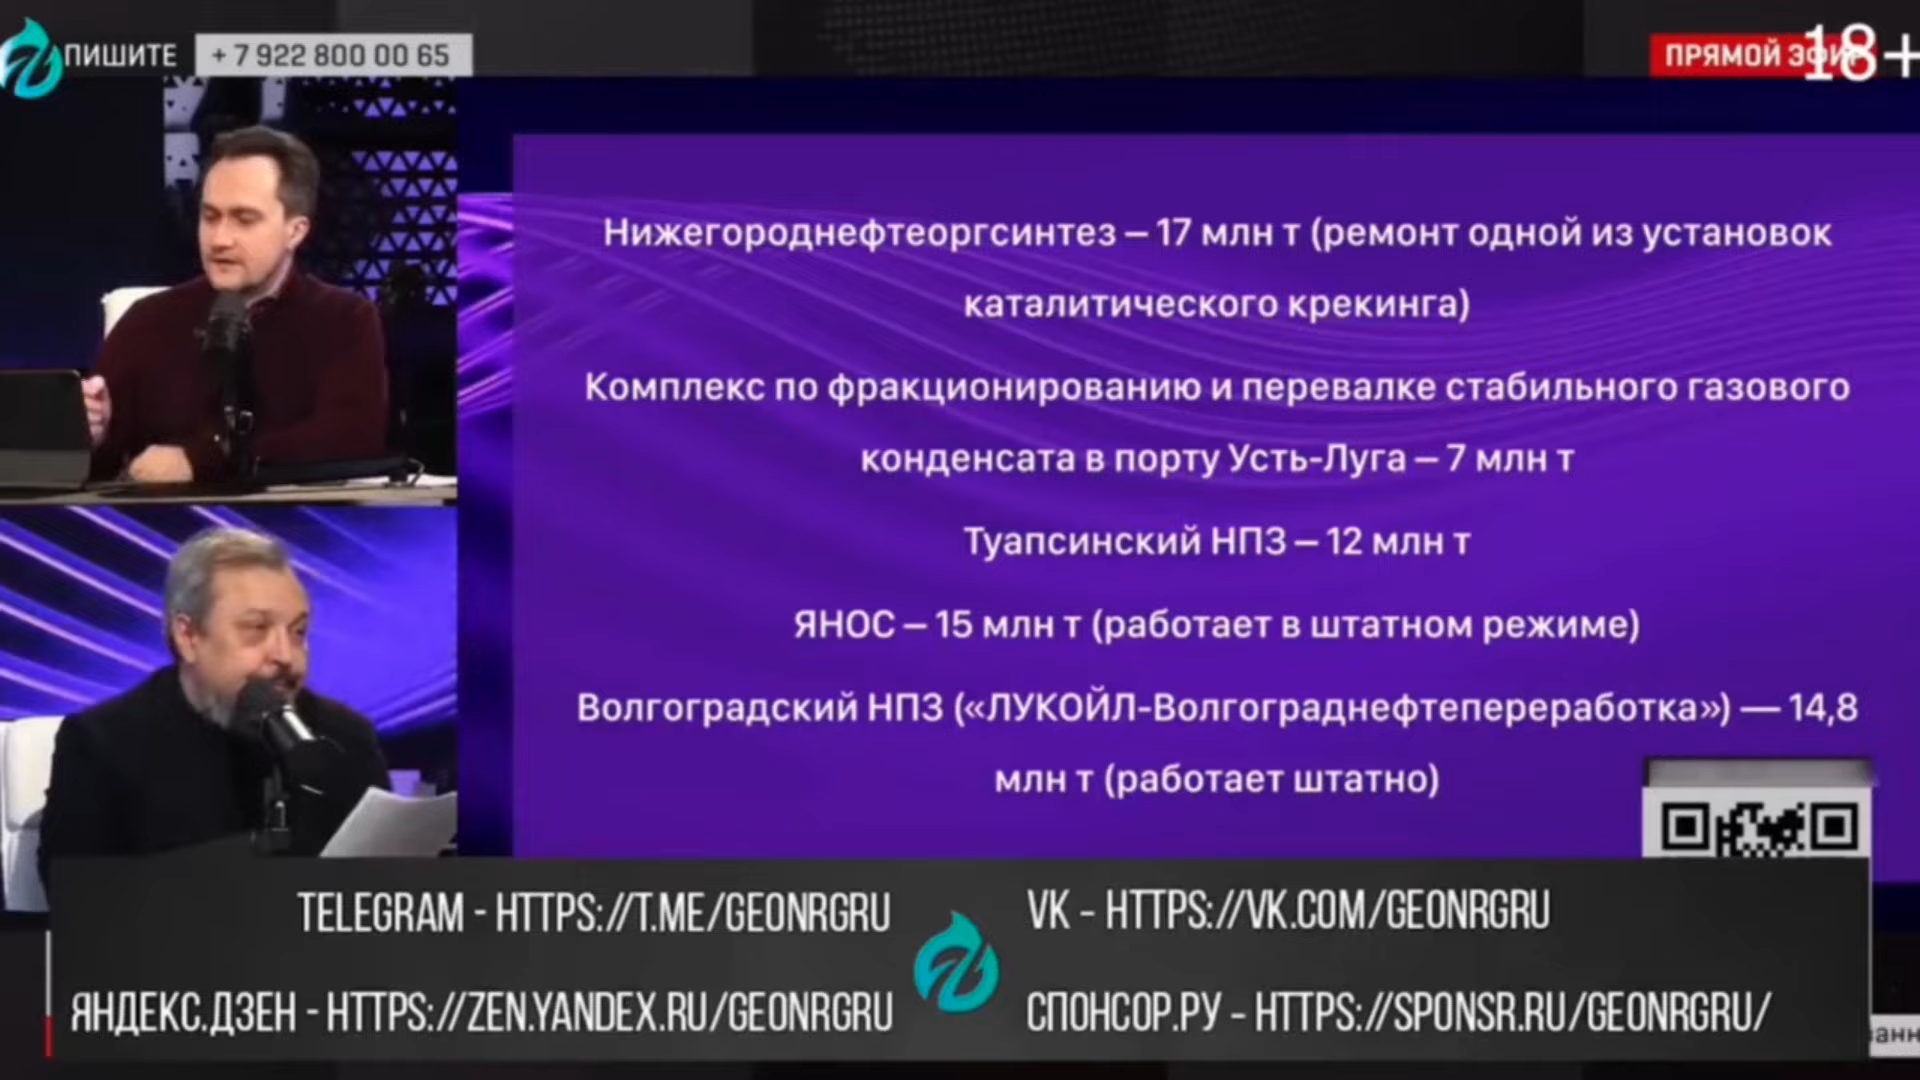 ПИШИТЕ
+ 7 922 800 00 65
ПРЯМОЙ
18+
Нижегороднефтеоргсинтез – 17 млн т (ремонт одной из установок
каталитического крекинга)
Комплекс по фракционированию и перевалке стабильного газового
конденсата в порту Усть-Луга – 7 млн т
Туапсинский НПЗ – 12 млн т
ЯНОС – 15 млн т (работает в штатном режиме)
Волгоградский НПЗ («ЛУКОЙЛ-Волгограднефтепереработка») — 14,8
млн т (работает штатно)
TELEGRAM - HTTPS://T.ME/GEONRGRU
VK - HTTPS://VK.COM/GEONRGRU
ЯНДЕКС.ДЗЕН - HTTPS://ZEN.YANDEX.RU/GEONRGRU
СПОНСОР.РУ - HTTPS://SPONSR.RU/GEONRGRU/